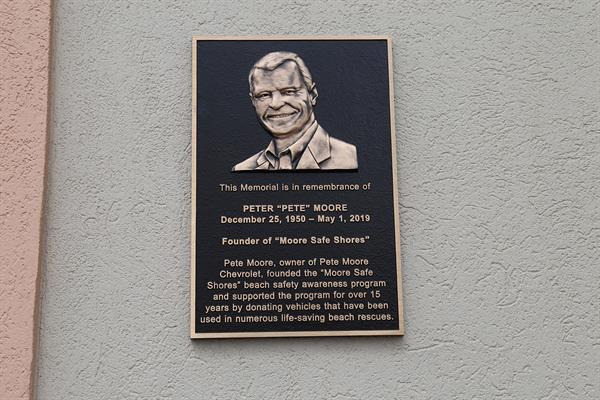 This Memorial is in remembrance of
PETER "PETE" MOORE
December 25, 1950 – May 1, 2019
Founder of "Moore Safe Shores"
Pete Moore, owner of Pete Moore
Chevrolet, founded the "Moore Safe
Shores" beach safety awareness program
and supported the program for over 15
years by donating vehicles that have been
used in numerous life-saving beach rescues.